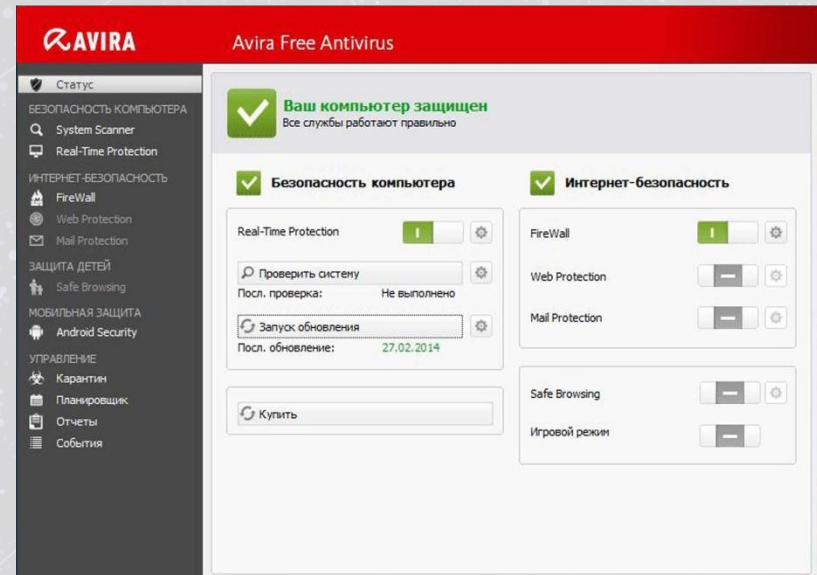 AVIRA
Avira Free Antivirus
Статус
БЕЗОПАСНОСТЬ КОМПЬЮТЕРА
System Scanner
Real-Time Protection
ИНТЕРНЕТ-БЕЗОПАСНОСТЬ
FireWall
Web Protection
Mail Protection
ЗАЩИТА ДЕТЕЙ
Safe Browsing
МОБИЛЬНАЯ ЗАЩИТА
Android Security
УПРАВЛЕНИЕ
Карантин
Планировщик
Отчеты
События
Ваш компьютер защищен
Все службы работают правильно
Безопасность компьютера
Real-Time Protection
Проверить систему
Посл. проверка: Не выполнено
Запуск обновления
Посл. обновление: 27.02.2014
Купить
Интернет-безопасность
FireWall
Web Protection
Mail Protection
Safe Browsing
Игровой режим